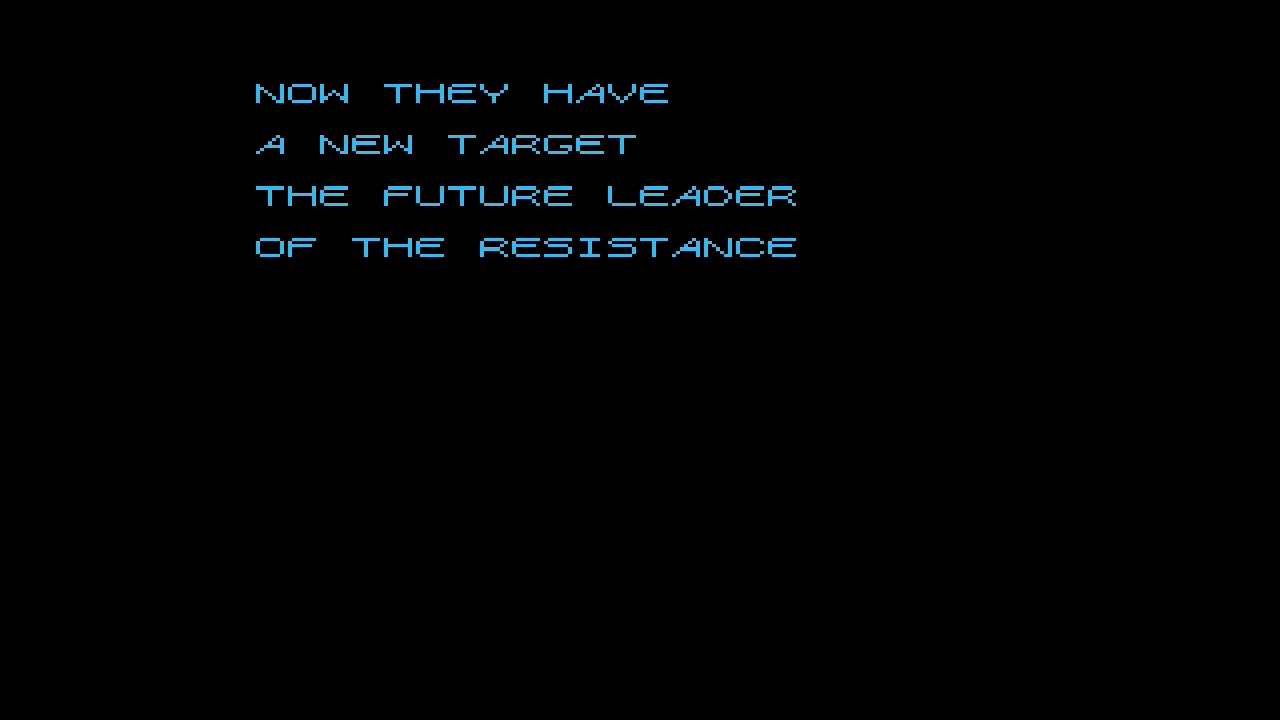 NOW THEY HAVE
A NEW TARGET
THE FUTURE LEADER
OF THE RESISTANCE